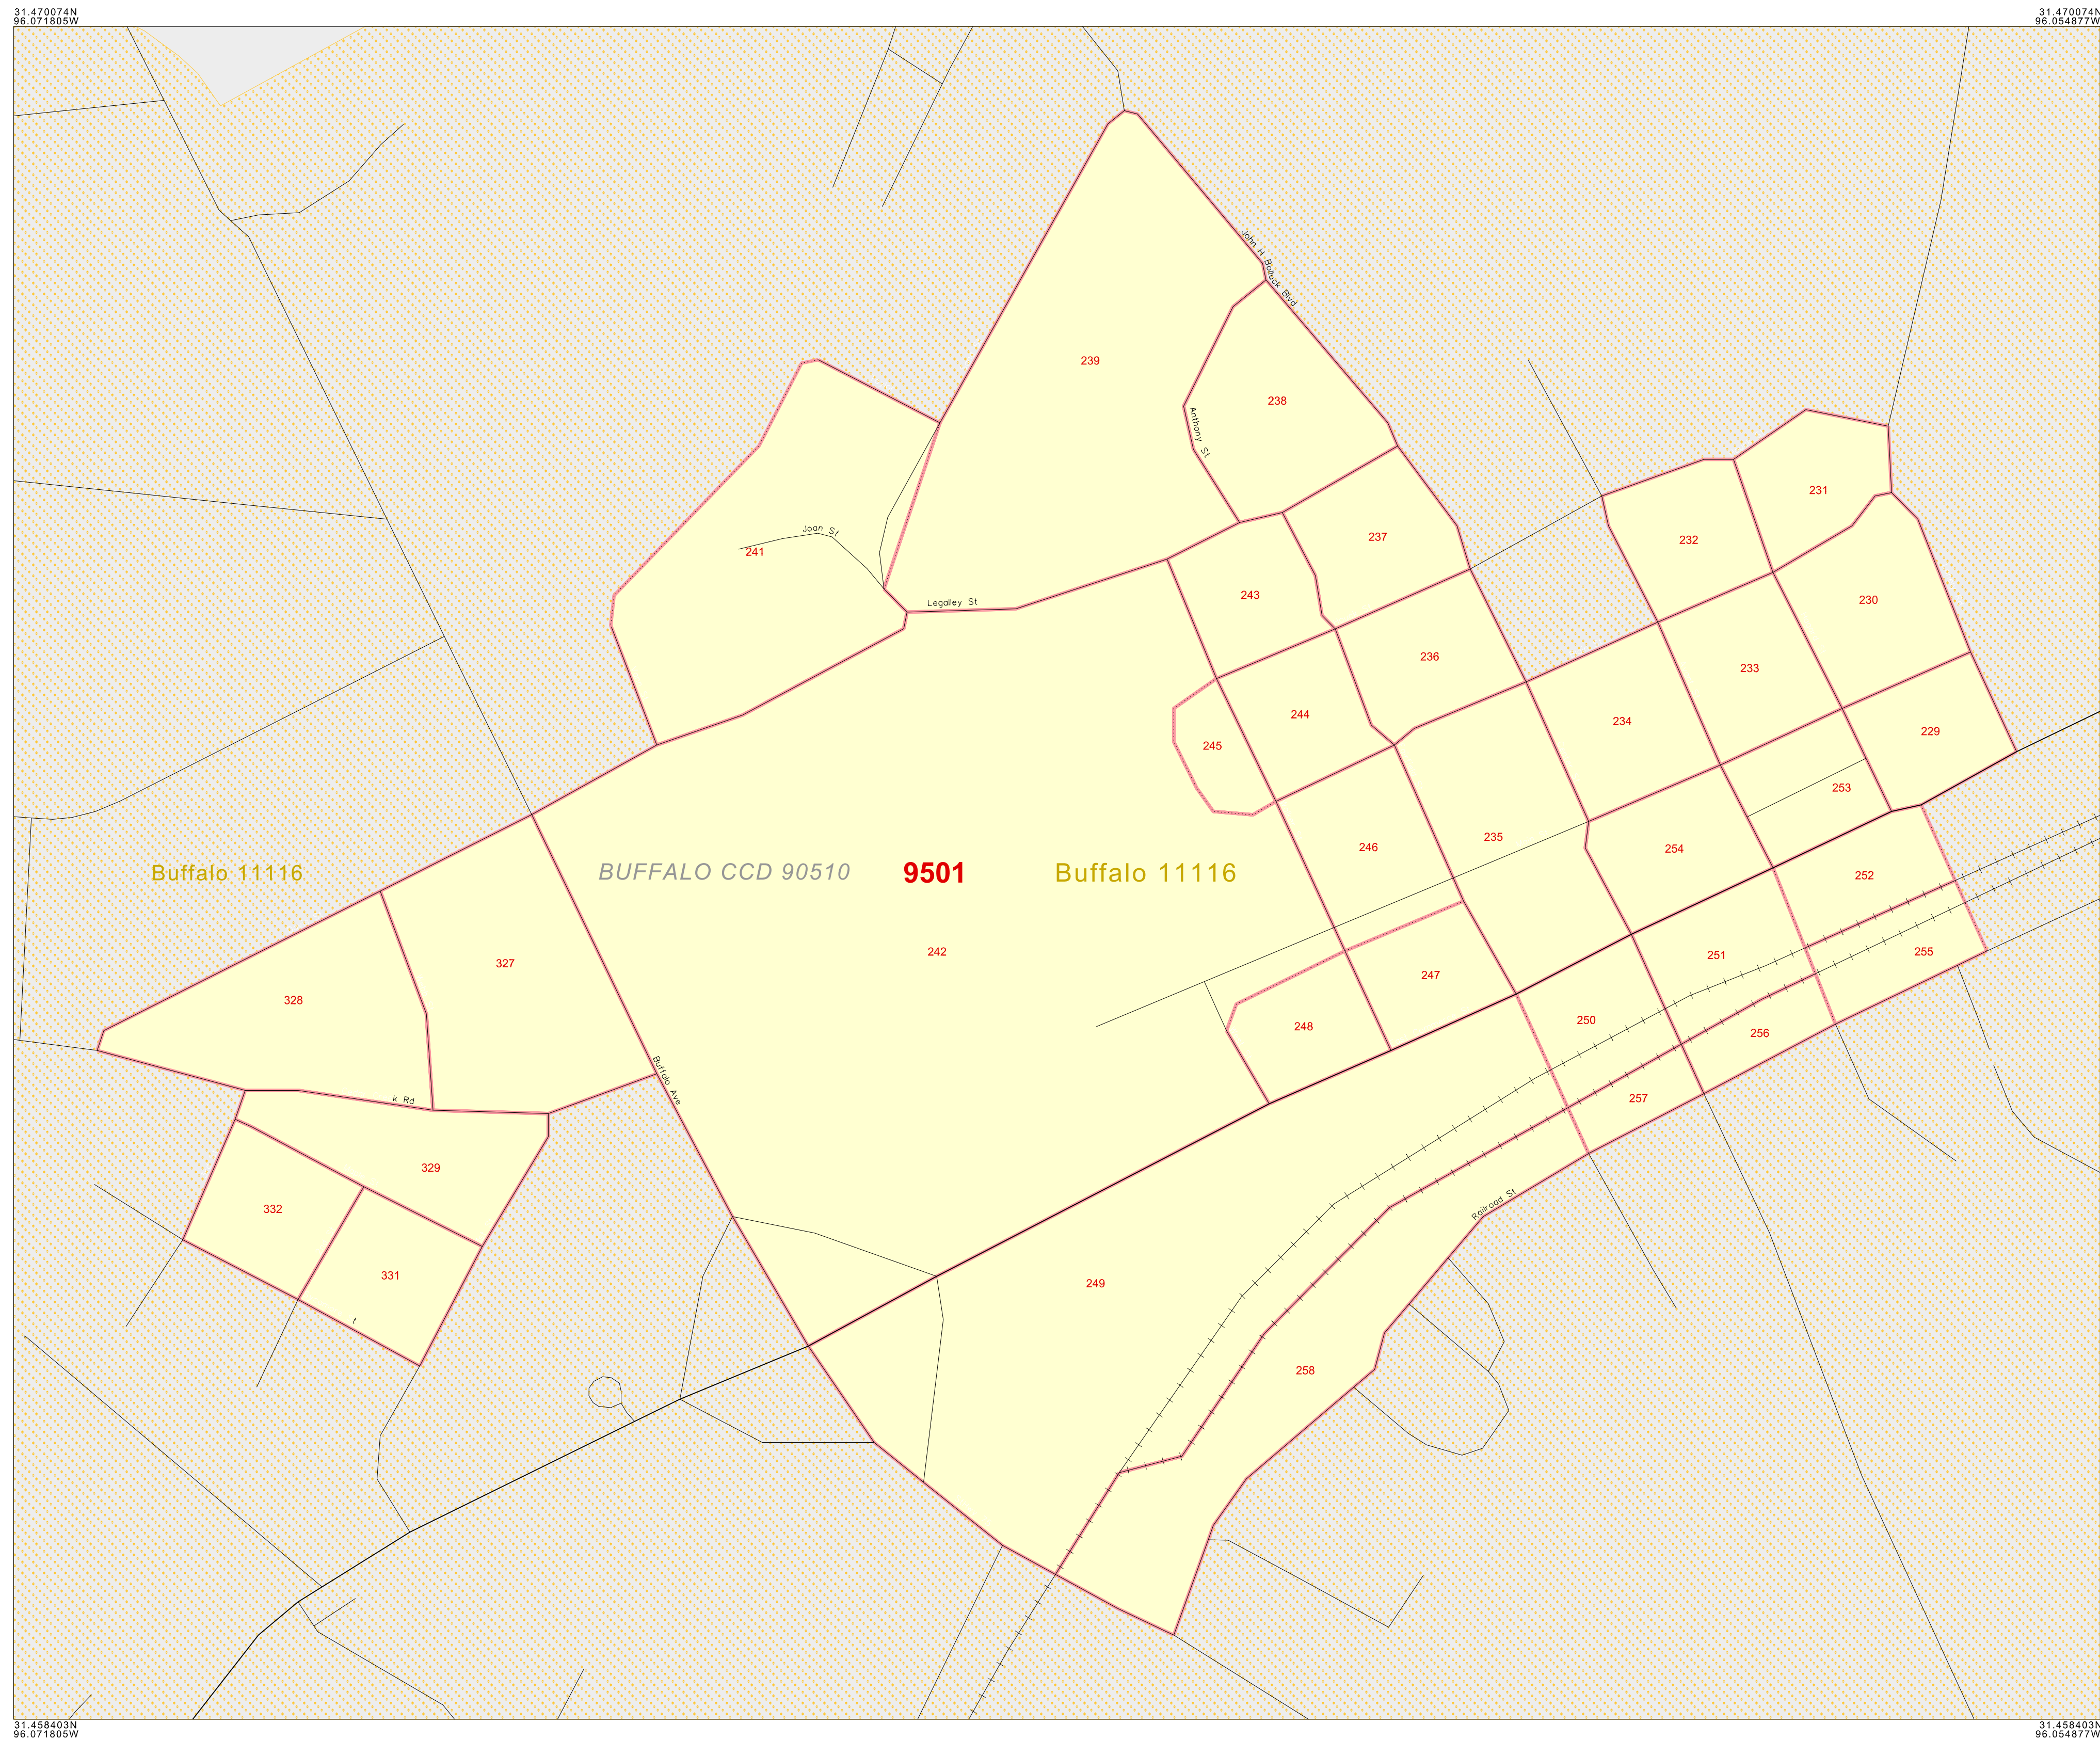 31.470074N
96.071805W
31.470074N
96.054877W
John H Bolluck Blvd
239
238
Anthony St
231
232
237
Joan St
241
243
Legalley St
230
236
233
244
234
229
245
253
235
246
254
Buffalo 11116
BUFFALO CCD 90510
9501
Buffalo 11116
252
242
255
251
327
247
328
250
248
256
Buffalo Ave
k Rd
257
329
332
Railroad St
331
249
258
31.458403N
96.071805W
31.458403N
96.054877W